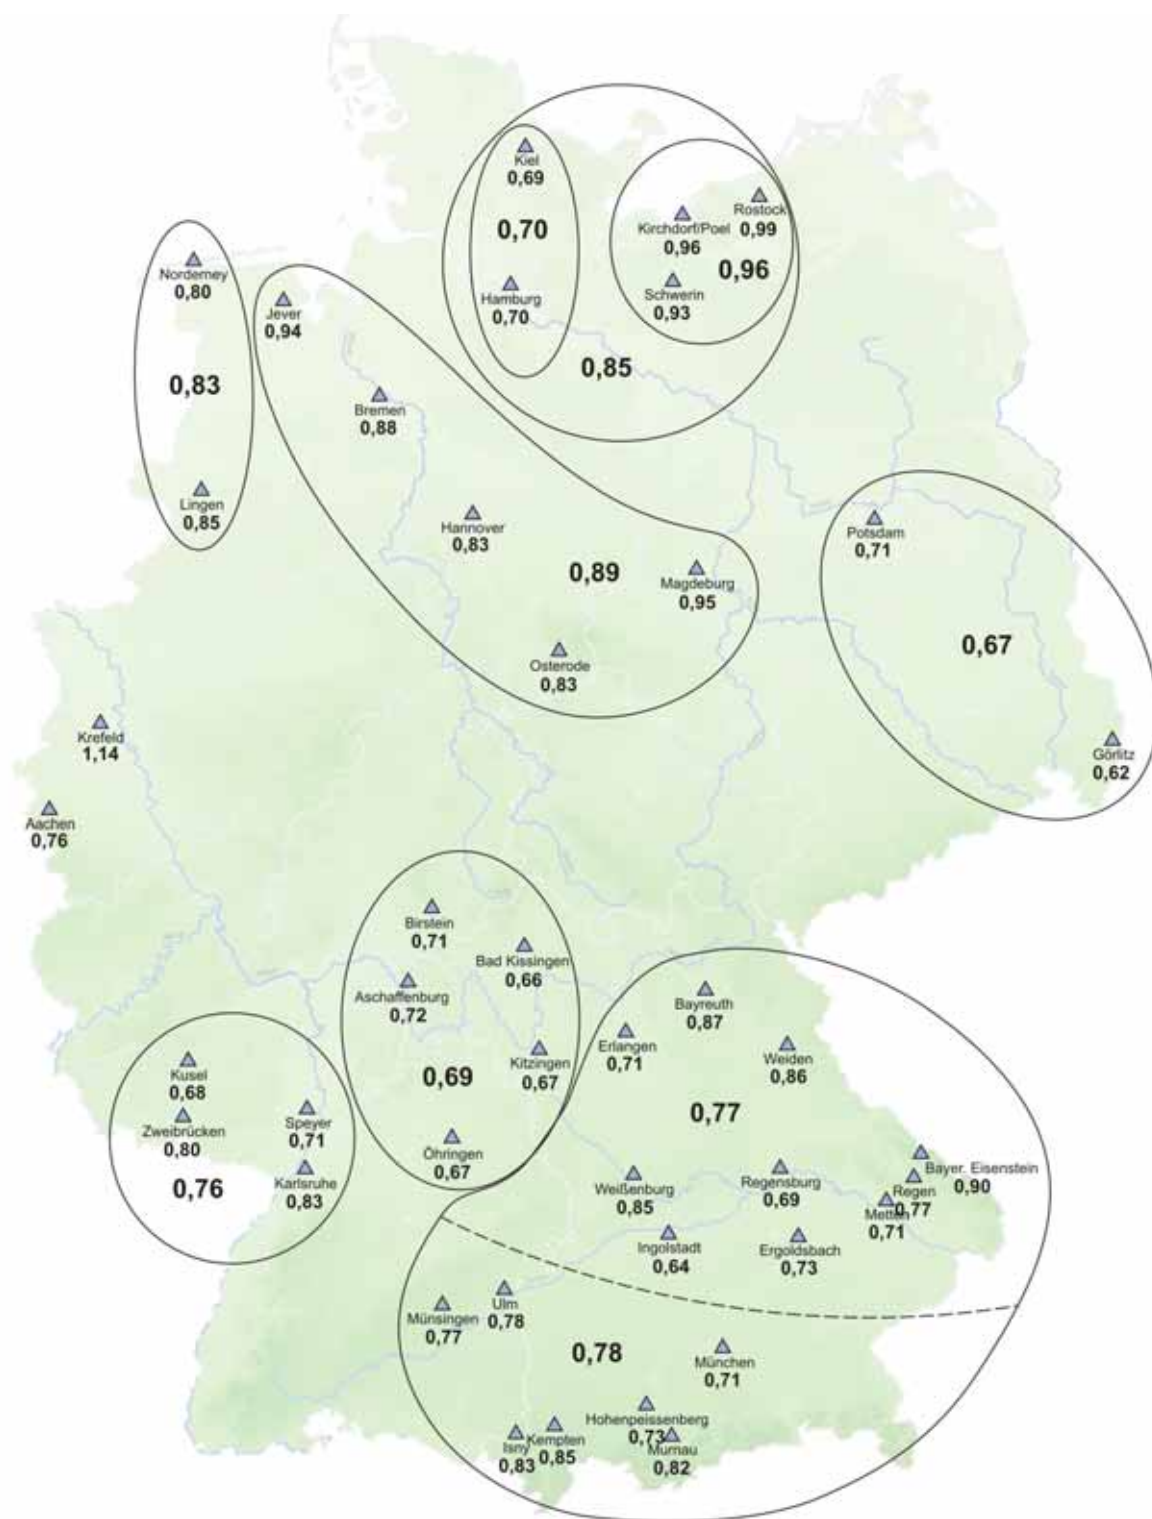 Kiel
0,69
0,70
Hamburg
0,70
Kirchdorf/Poel
0,96
Rostock
0,99
0,96
Schwerin
0,93
0,85
Norderney
0,80
0,83
Lingen
0,85
Jever
0,94
Bremen
0,88
Hannover
0,83
0,89
Magdeburg
0,95
Osterode
0,83
Potsdam
0,71
0,67
Görlitz
0,62
Krefeld
1,14
Aachen
0,76
Birstein
0,71
Bad Kissingen
0,66
Aschaffenburg
0,72
Kitzingen
0,67
0,69
Öhringen
0,67
Kusel
0,68
Zweibrücken
0,80
Speyer
0,71
Karlsruhe
0,83
0,76
Bayreuth
0,87
Erlangen
0,71
Weiden
0,86
0,77
Bayer. Eisenstein
0,90
Regen
0,77
Metten
0,71
Weißenburg
0,85
Regensburg
0,69
Ingolstadt
0,64
Ergoldsbach
0,73
Ulm
0,78
Münsingen
0,77
0,78
München
0,71
Hohenpeissenberg
0,73
Murnau
0,82
Kempten
0,85
Isny
0,83